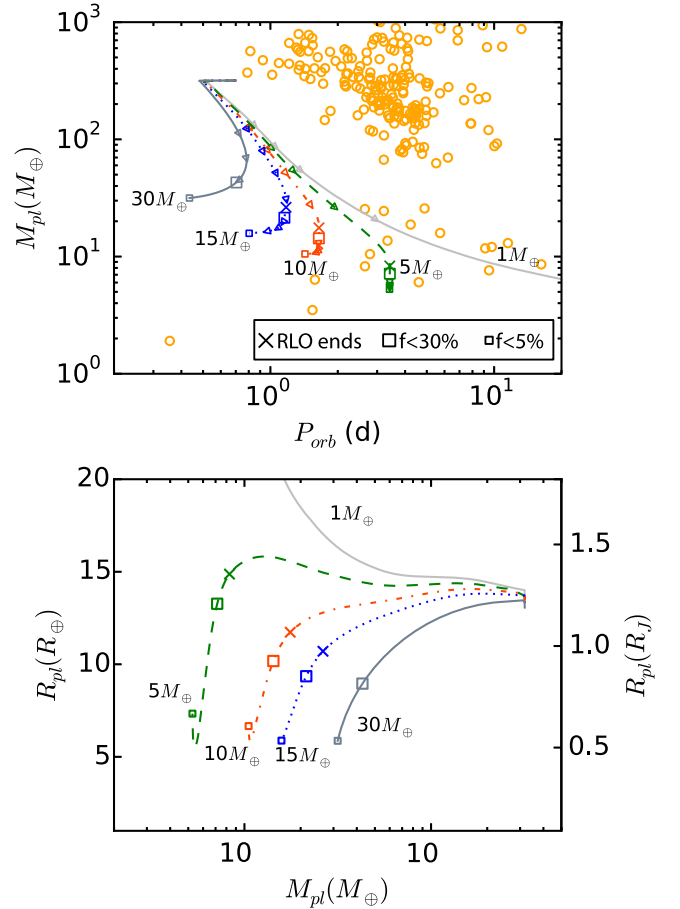 10³
10²
10¹
10⁰
M_pl(M_⊕)
30M_⊕
15M_⊕
10M_⊕
5M_⊕
1M_⊕
× RLO ends □ f<30% □ f<5%
10⁰ 10¹
P_orb (d)
20
15
10
5
R_pl(R_⊕)
1M_⊕
5M_⊕
10M_⊕
15M_⊕
30M_⊕
1.5
1.0
0.5
R_pl(R_J)
10 10
M_pl(M_⊕)